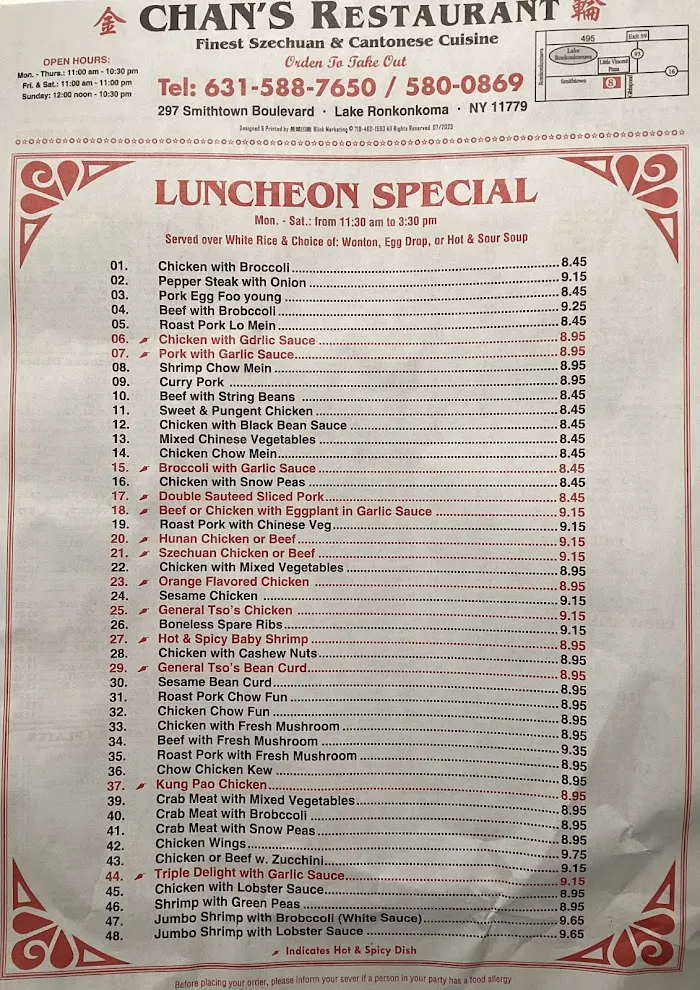 金 CHAN'S RESTAURANT 輪
Finest Szechuan & Cantonese Cuisine
Orden To Take Out
Tel: 631-588-7650 / 580-0869
297 Smithtown Boulevard · Lake Ronkonkoma · NY 11779
OPEN HOURS:
Mon. - Thurs.: 11:00 am - 10:30 pm
Fri. & Sat.: 11:00 am - 11:00 pm
Sunday: 12:00 noon - 10:30 pm
495
Exit 59
Lake
Ronkonkoma
Little Vincent
Pizza
93
16
Smithtown
LUNCHEON SPECIAL
Mon. - Sat.: from 11:30 am to 3:30 pm
Served over White Rice & Choice of: Wonton, Egg Drop, or Hot & Sour Soup
01. Chicken with Broccoli 8.45
02. Pepper Steak with Onion 9.15
03. Pork Egg Foo young 8.45
04. Beef with Brobccoli 9.25
05. Roast Pork Lo Mein 8.45
06. Chicken with Gdrlic Sauce 8.95
07. Pork with Garlic Sauce 8.95
08. Shrimp Chow Mein 8.95
09. Curry Pork 8.95
10. Beef with String Beans 8.45
11. Sweet & Pungent Chicken 8.45
12. Chicken with Black Bean Sauce 8.45
13. Mixed Chinese Vegetables 8.45
14. Chicken Chow Mein 8.45
15. Broccoli with Garlic Sauce 8.45
16. Chicken with Snow Peas 8.45
17. Double Sauteed Sliced Pork 8.45
18. Beef or Chicken with Eggplant in Garlic Sauce 9.15
19. Roast Pork with Chinese Veg 9.15
20. Hunan Chicken or Beef 9.15
21. Szechuan Chicken or Beef 9.15
22. Chicken with Mixed Vegetables 8.95
23. Orange Flavored Chicken 8.95
24. Sesame Chicken 9.15
25. General Tso's Chicken 9.15
26. Boneless Spare Ribs 9.15
27. Hot & Spicy Baby Shrimp 8.95
28. Chicken with Cashew Nuts 8.95
29. General Tso's Bean Curd 8.95
30. Sesame Bean Curd 8.95
31. Roast Pork Chow Fun 8.95
32. Chicken Chow Fun 8.95
33. Chicken with Fresh Mushroom 8.95
34. Beef with Fresh Mushroom 9.35
35. Roast Pork with Fresh Mushroom 8.95
36. Chow Chicken Kew 8.95
37. Kung Pao Chicken 8.95
39. Crab Meat with Mixed Vegetables 8.95
40. Crab Meat with Brobccoli 8.95
41. Crab Meat with Snow Peas 8.95
42. Chicken Wings 9.75
43. Chicken or Beef w. Zucchini 9.15
44. Triple Delight with Garlic Sauce 9.15
45. Chicken with Lobster Sauce 8.95
46. Shrimp with Green Peas 8.95
47. Jumbo Shrimp with Brobccoli (White Sauce) 9.65
48. Jumbo Shrimp with Lobster Sauce 9.65
Indicates Hot & Spicy Dish
Before placing your order, please inform your sever if a person in your party has a food allergy